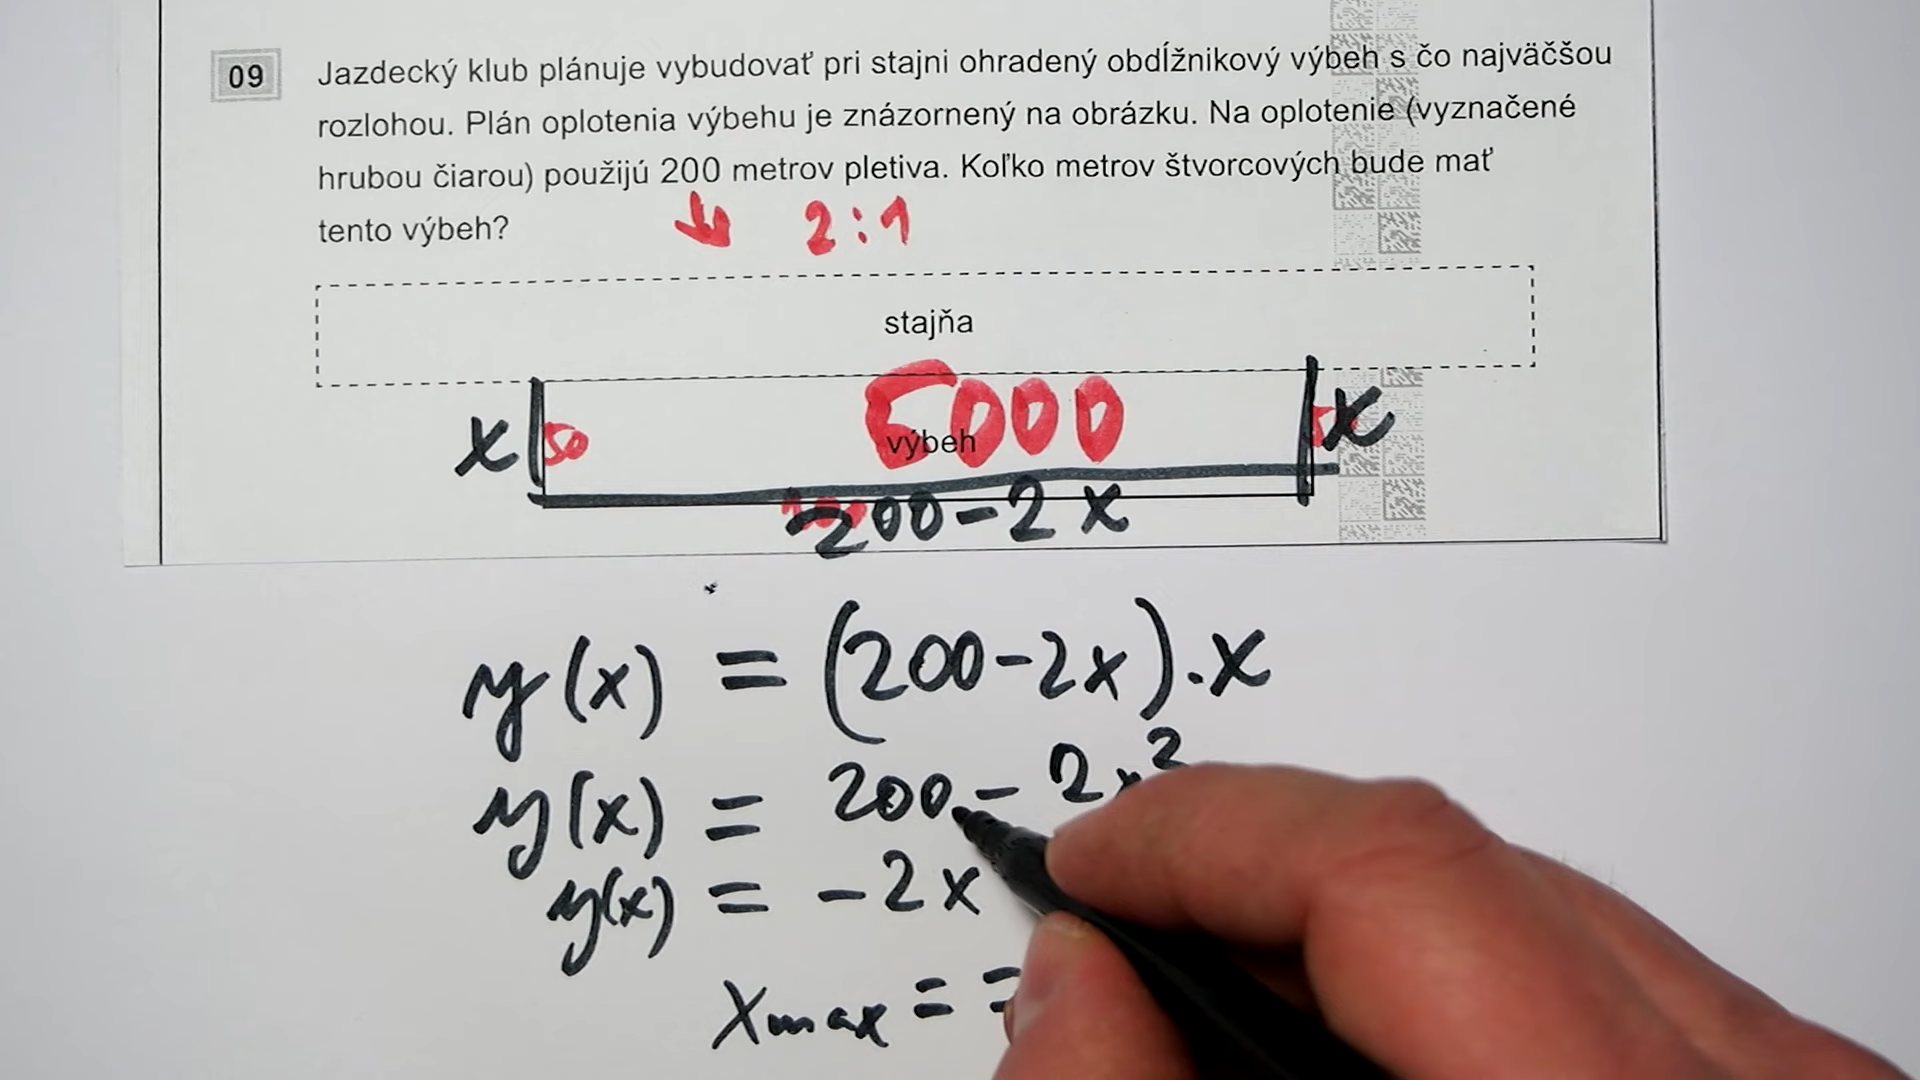 09
Jazdecký klub plánuje vybudovať pri stajni ohradený obdĺžnikový výbeh s čo najväčšou
rozlohou. Plán oplotenia výbehu je znázornený na obrázku. Na oplotenie (vyznačené
hrubou čiarou) použijú 200 metrov pletiva. Koľko metrov štvorcových bude mať
tento výbeh?
2:1
stajňa
5000
x 50 výbeh x
200-2x
y(x) = (200-2x).x
y(x) = 200 - 2x²
y(x) = -2x
xmax =